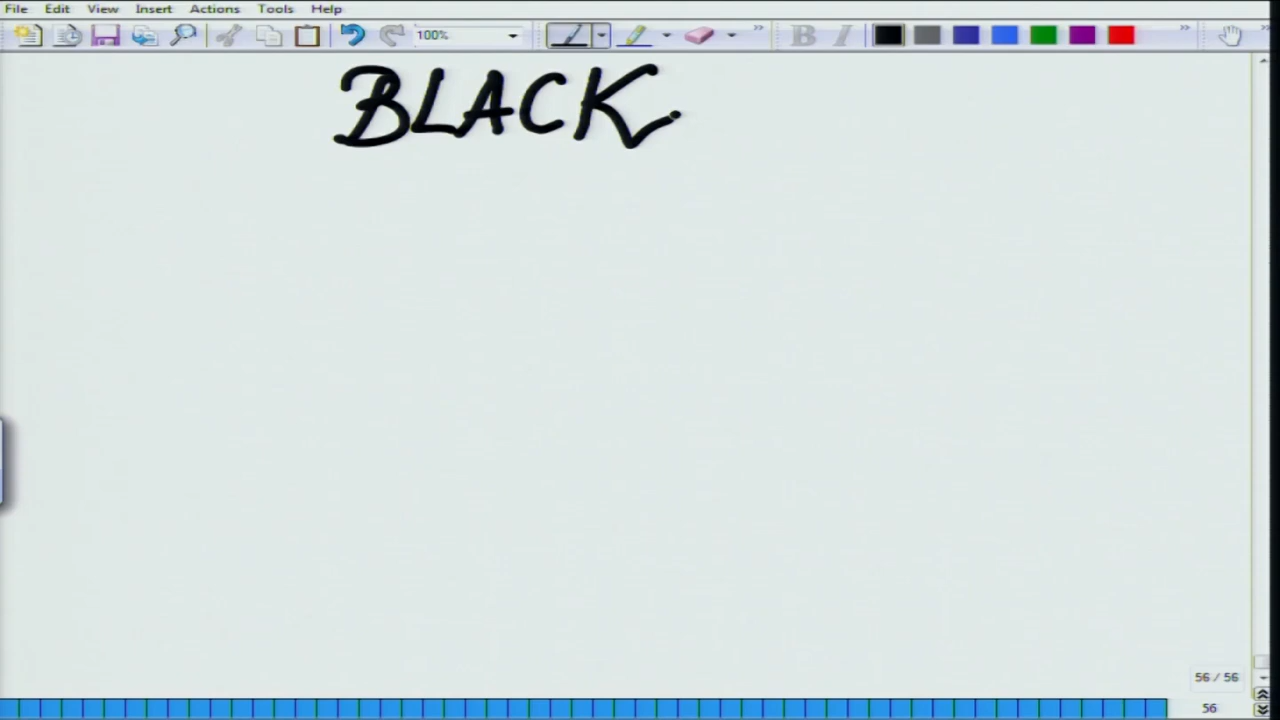 File Edit View Insert Actions Tools Help
100% B I
BLACK
56 / 56
56